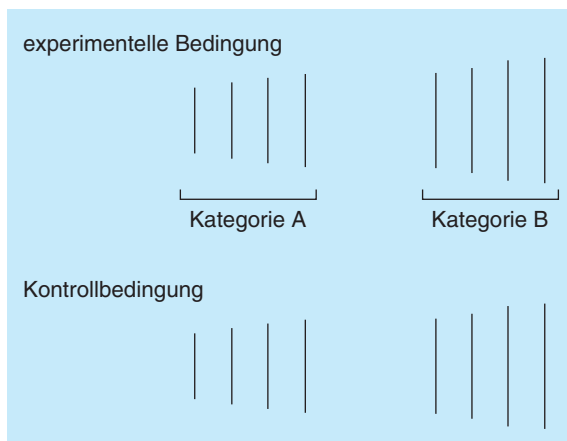 experimentelle Bedingung
Kategorie A Kategorie B
Kontrollbedingung